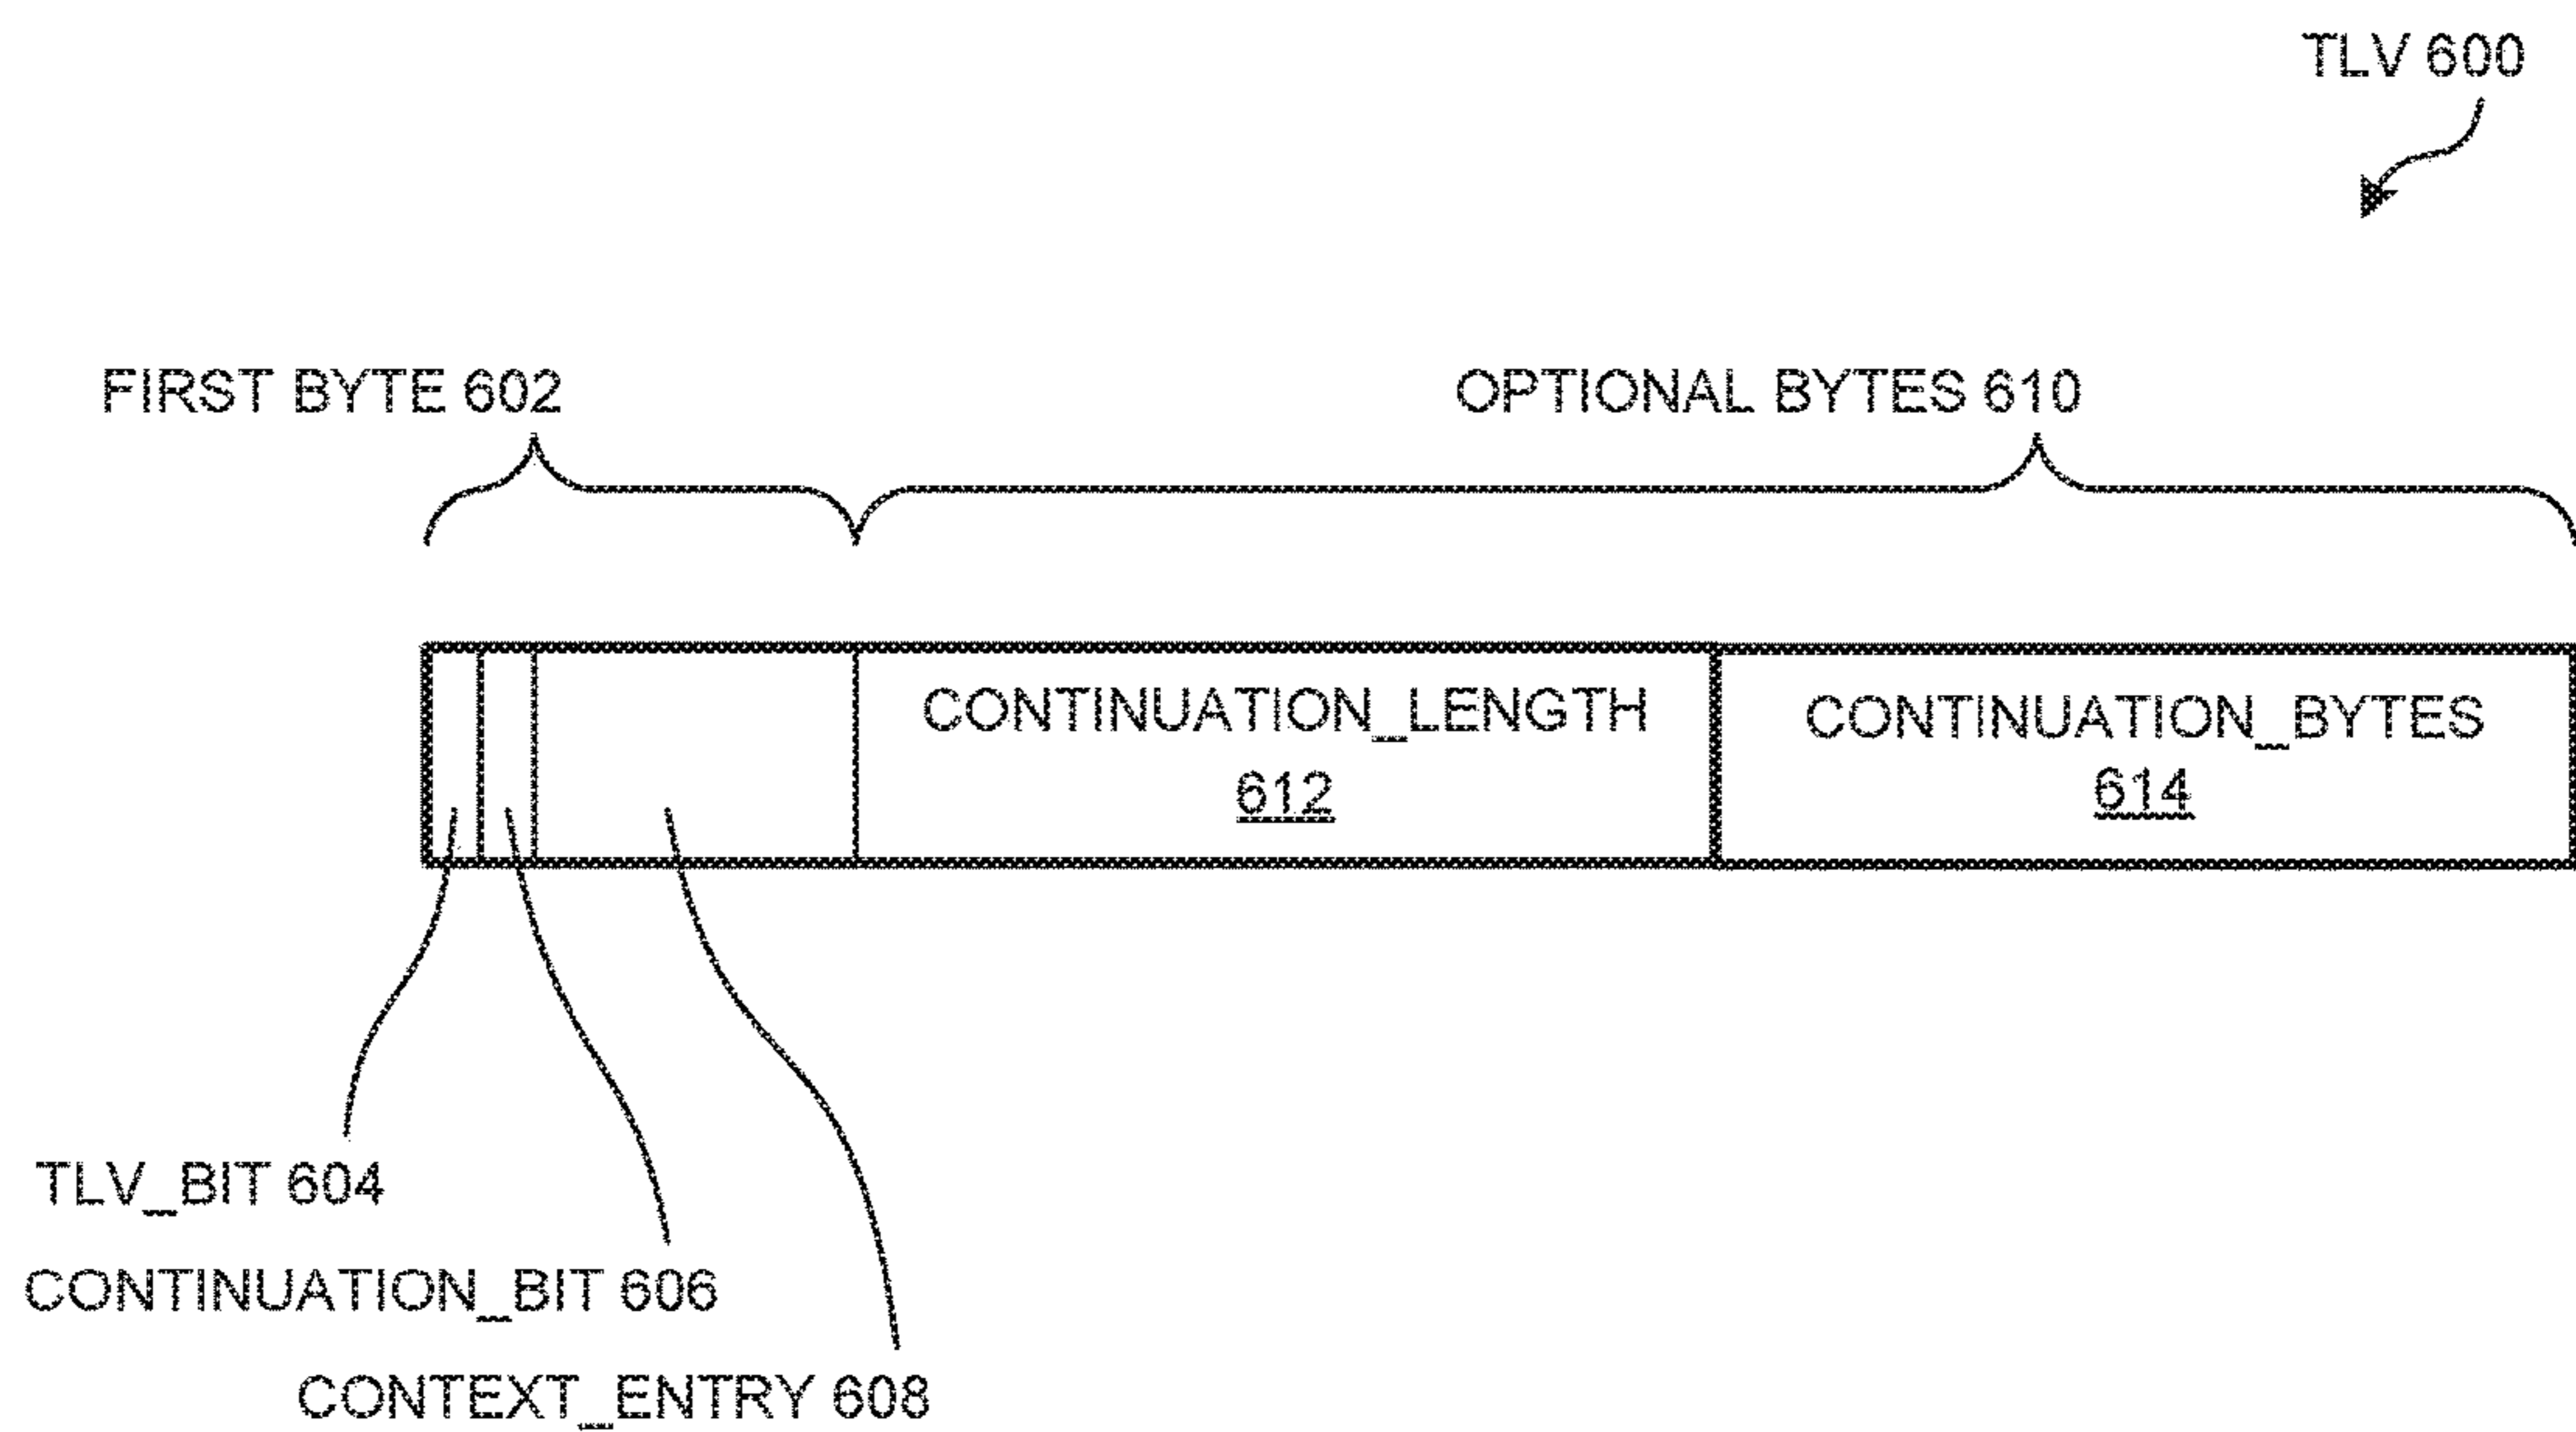 TLV 600
FIRST BYTE 602
OPTIONAL BYTES 610
CONTINUATION_LENGTH
612
CONTINUATION_BYTES
614
TLV_BIT 604
CONTINUATION_BIT 606
CONTEXT_ENTRY 608